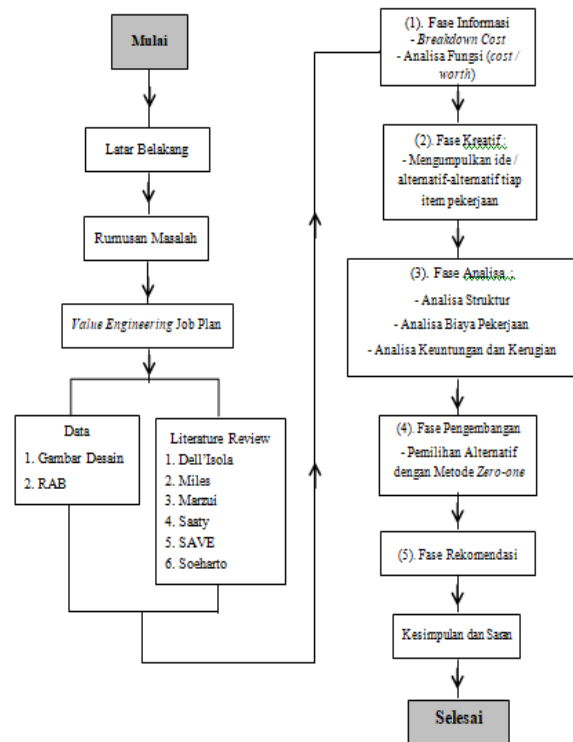 Mulai
Latar Belakang
Rumusan Masalah
Value Engineering Job Plan
Data
1. Gambar Desain
2. RAB
Literature Review
1. Dell’Isola
2. Miles
3. Marzui
4. Saaty
5. SAVE
6. Soeharto
(1). Fase Informasi
- Breakdown Cost
- Analisa Fungsi (cost /
worth)
(2). Fase Kreatif :
- Mengumpulkan ide /
alternatif-alternatif tiap
item pekerjaan
(3). Fase Analisa :
- Analisa Struktur
- Analisa Biaya Pekerjaan
- Analisa Keuntungan dan Kerugian
(4). Fase Pengembangan
- Pemilihan Alternatif
dengan Metode Zero-one
(5). Fase Rekomendasi
Kesimpulan dan Saran
Selesai